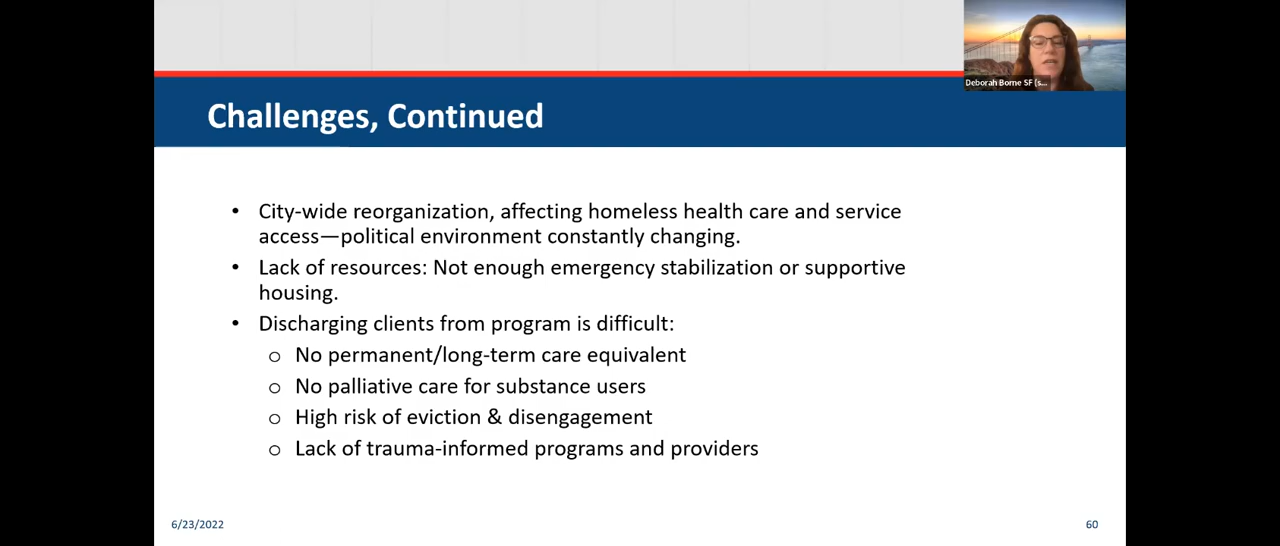 Deborah Borne SF (s...
Challenges, Continued
• City-wide reorganization, affecting homeless health care and service
access—political environment constantly changing.
• Lack of resources: Not enough emergency stabilization or supportive
housing.
• Discharging clients from program is difficult:
o No permanent/long-term care equivalent
o No palliative care for substance users
o High risk of eviction & disengagement
o Lack of trauma-informed programs and providers
6/23/2022
60